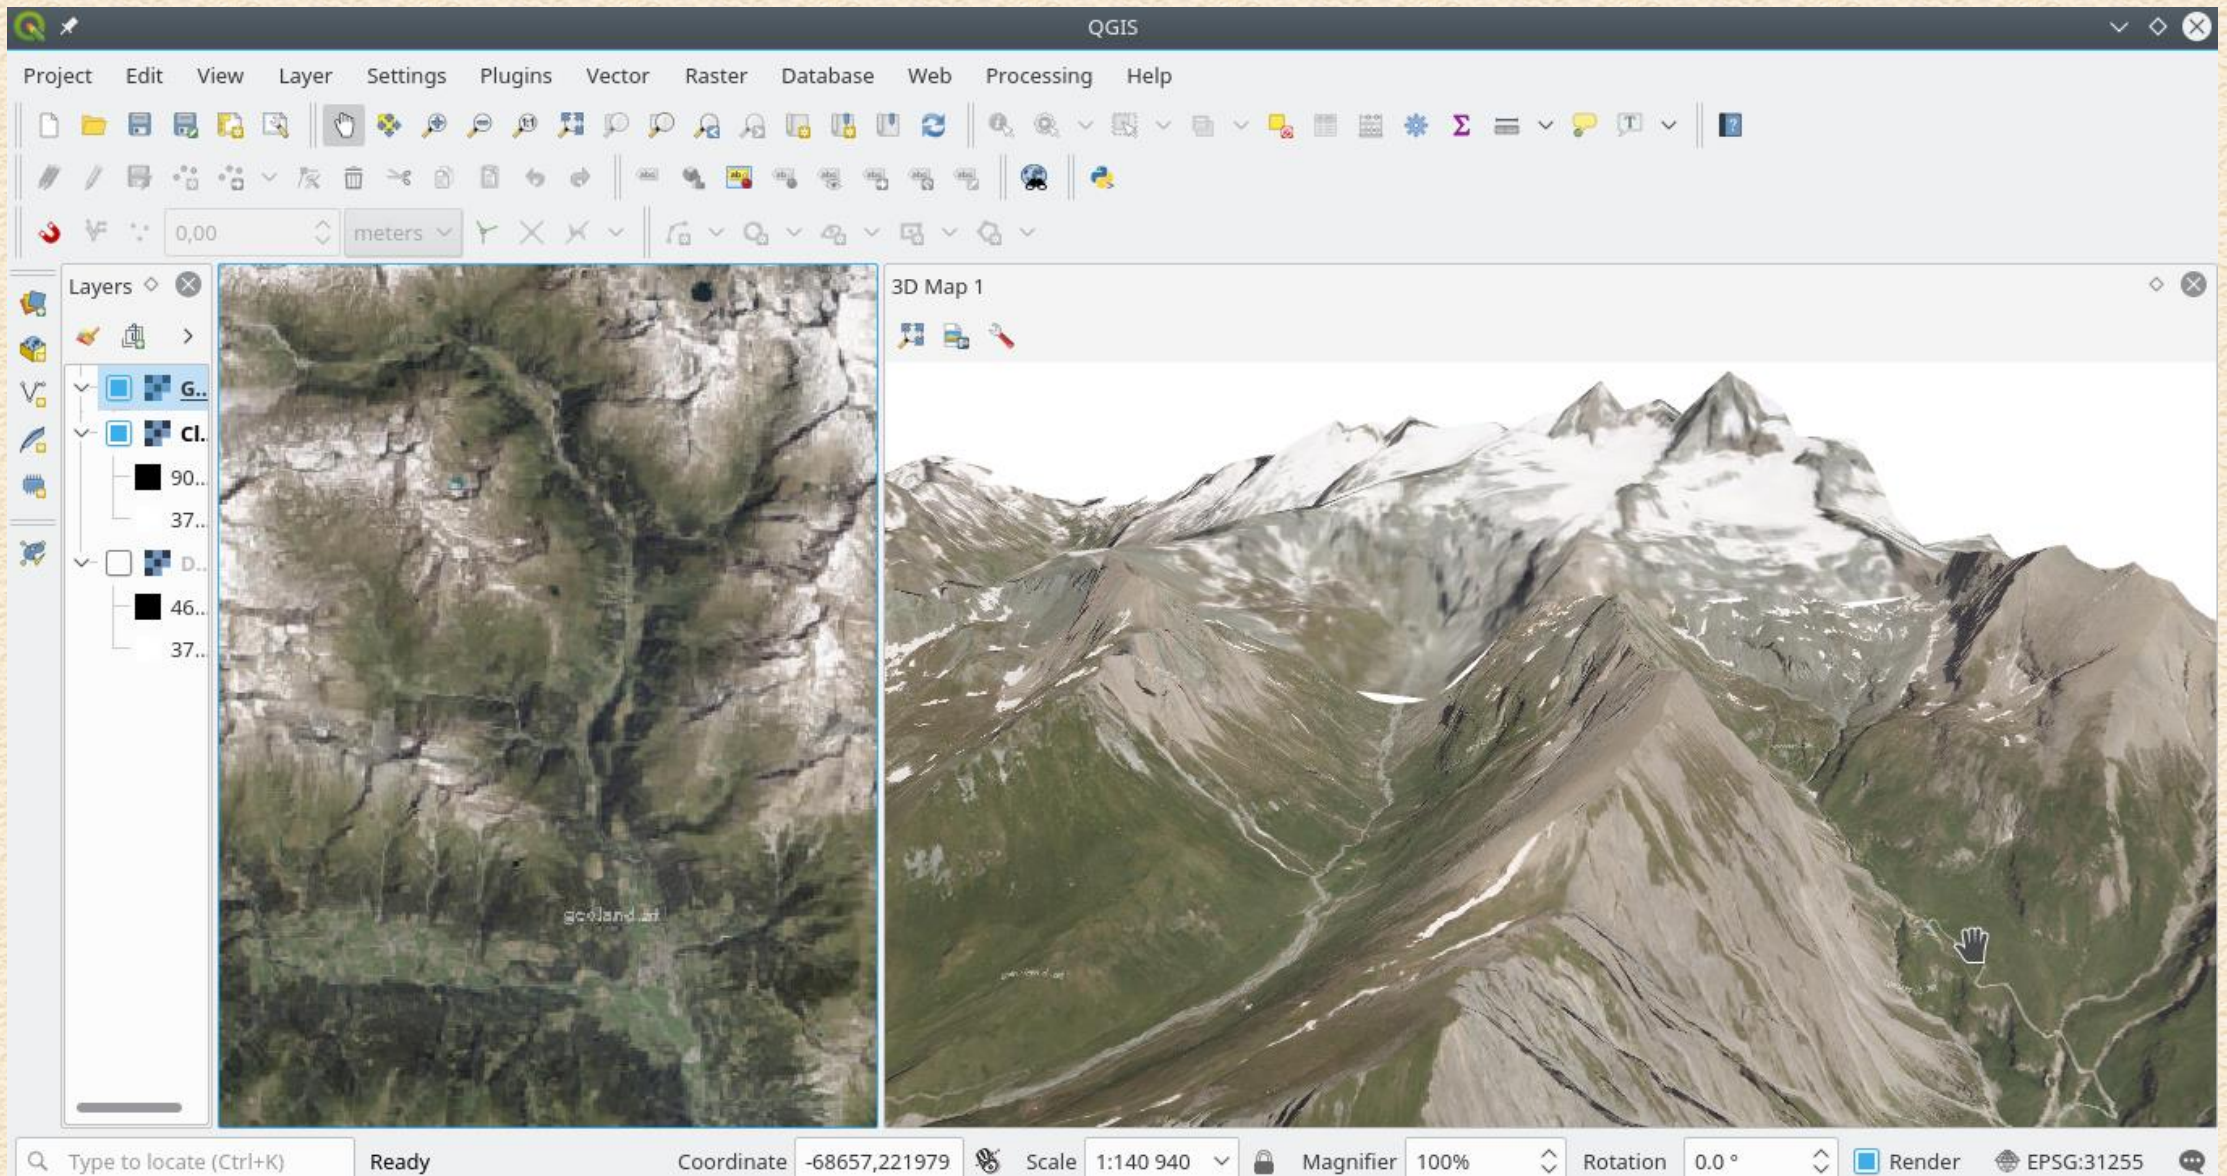 QGIS
Project Edit View Layer Settings Plugins Vector Raster Database Web Processing Help
0,00 meters
Layers
3D Map 1
G..
Cl..
90...
37...
D..
46...
37...
geoland.at
Type to locate (Ctrl+K) Ready Coordinate -68657,221979 Scale 1:140 940 Magnifier 100% Rotation 0.0 ° Render EPSG:31255